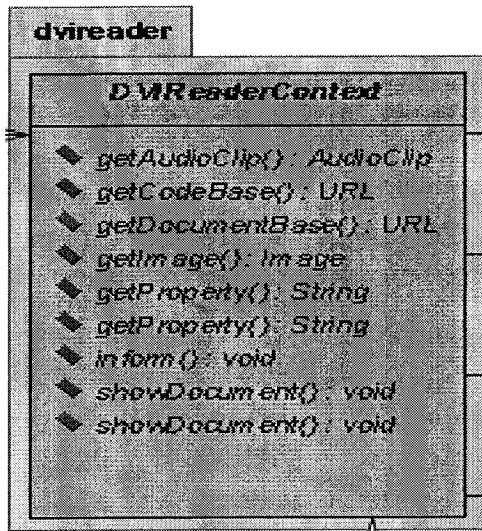 dvireader
DVIReaderContext
getAudioClip() : AudioClip
getCodeBase() : URL
getDocumentBase() : URL
getImage() : Image
getProperty() : String
getProperty() : String
inform() : void
showDocument() : void
showDocument() : void